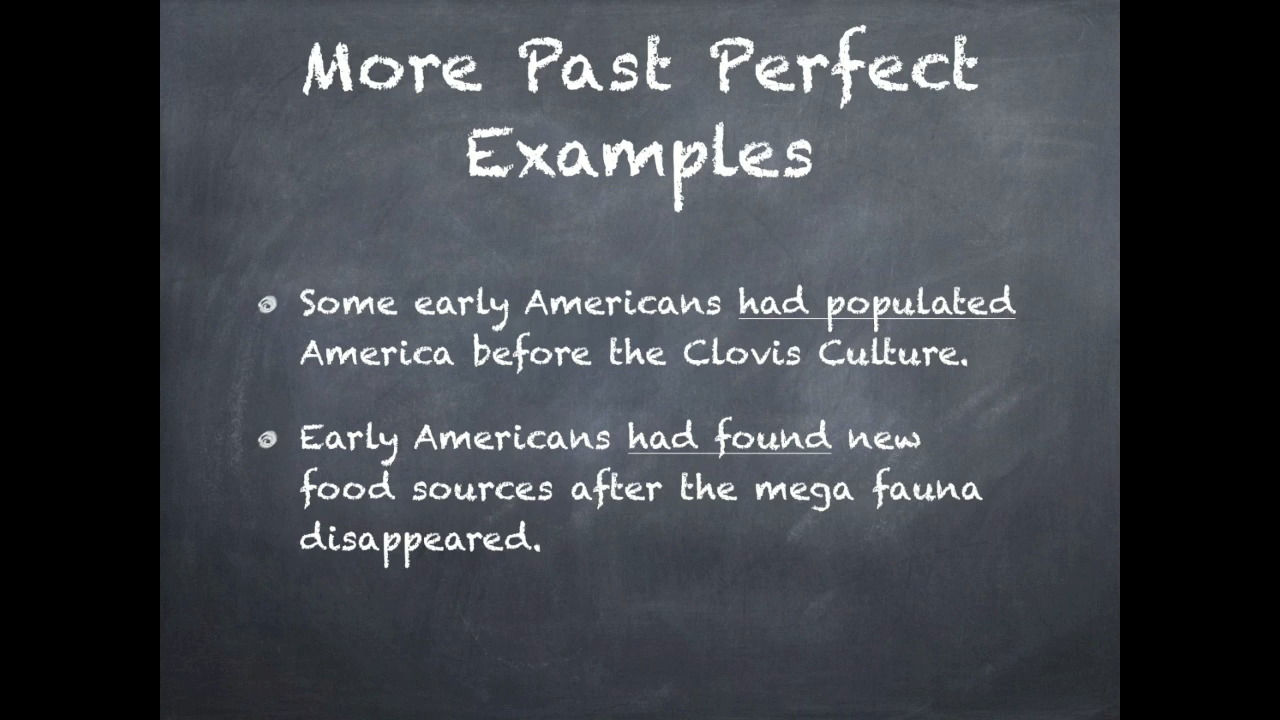 More Past Perfect
Examples
Some early Americans had populated
America before the Clovis Culture.
Early Americans had found new
food sources after the mega fauna
disappeared.